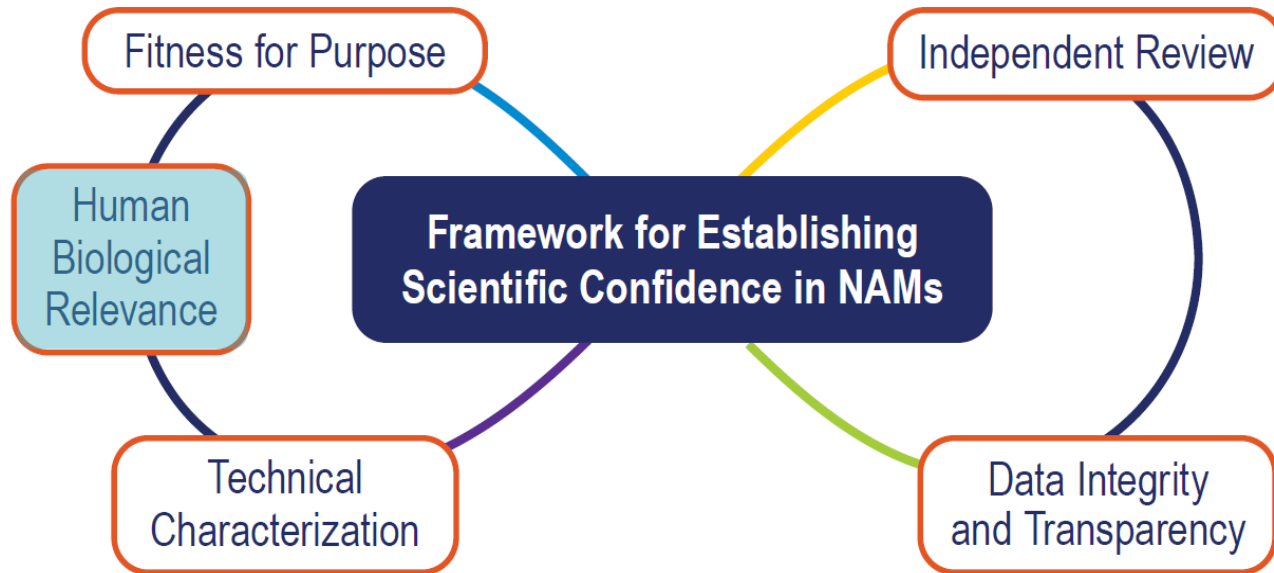 Fitness for Purpose
Independent Review
Human
Biological
Relevance
Framework for Establishing
Scientific Confidence in NAMs
Technical
Characterization
Data Integrity
and Transparency